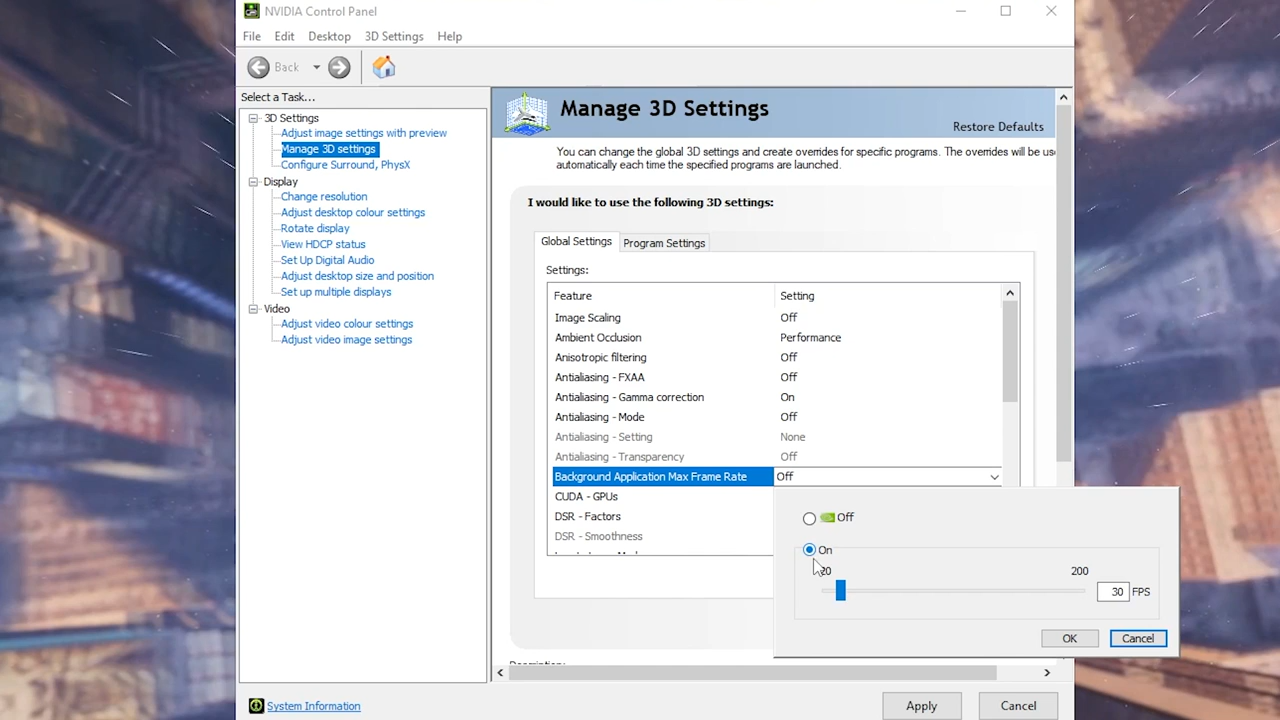 NVIDIA Control Panel
File Edit Desktop 3D Settings Help
Back
Select a Task...
3D Settings
Adjust image settings with preview
Manage 3D settings
Configure Surround, PhysX
Display
Change resolution
Adjust desktop colour settings
Rotate display
View HDCP status
Set Up Digital Audio
Adjust desktop size and position
Set up multiple displays
Video
Adjust video colour settings
Adjust video image settings
System Information
Manage 3D Settings
Restore Defaults
You can change the global 3D settings and create overrides for specific programs. The overrides will be
automatically each time the specified programs are launched.
I would like to use the following 3D settings:
Global Settings Program Settings
Settings:
Feature Setting
Image Scaling Off
Ambient Occlusion Performance
Anisotropic filtering Off
Antialiasing - FXAA Off
Antialiasing - Gamma correction On
Antialiasing - Mode Off
Antialiasing - Setting None
Antialiasing - Transparency Off
Background Application Max Frame Rate Off
CUDA - GPUs
DSR - Factors
DSR - Smoothness
Off
On
20 200
30 FPS
OK Cancel
Apply Cancel